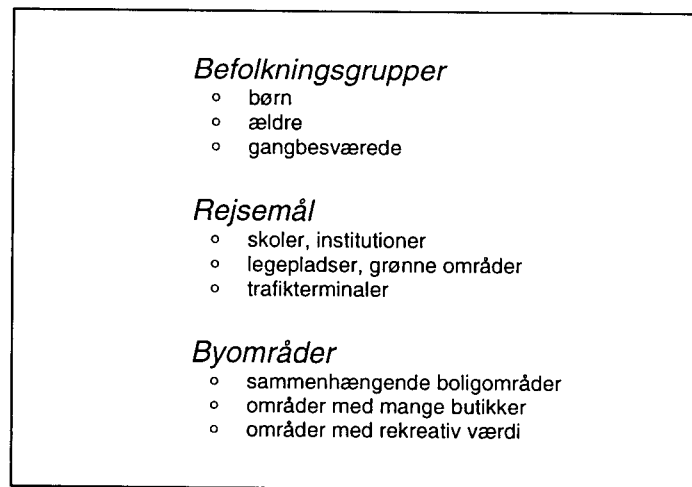 Befolkningsgrupper
° børn
° ældre
° gangbesværede
Rejsemål
° skoler, institutioner
° legepladser, grønne områder
° trafikterminaler
Byområder
° sammenhængende boligområder
° områder med mange butikker
° områder med rekreativ værdi